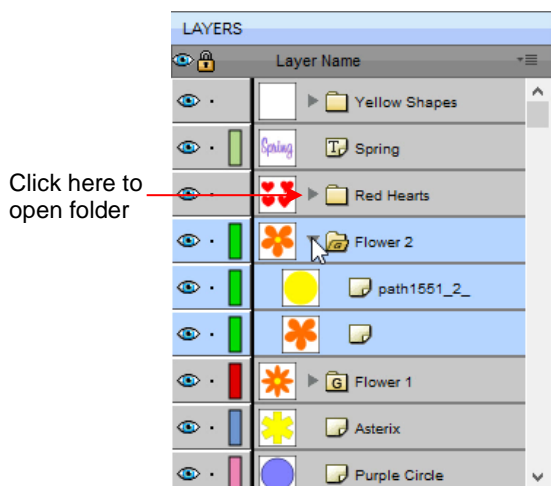 LAYERS
Layer Name
Yellow Shapes
Spring Spring
Click here to
open folder
Red Hearts
G Flower 2
path1551_2_
G Flower 1
Asterix
Purple Circle